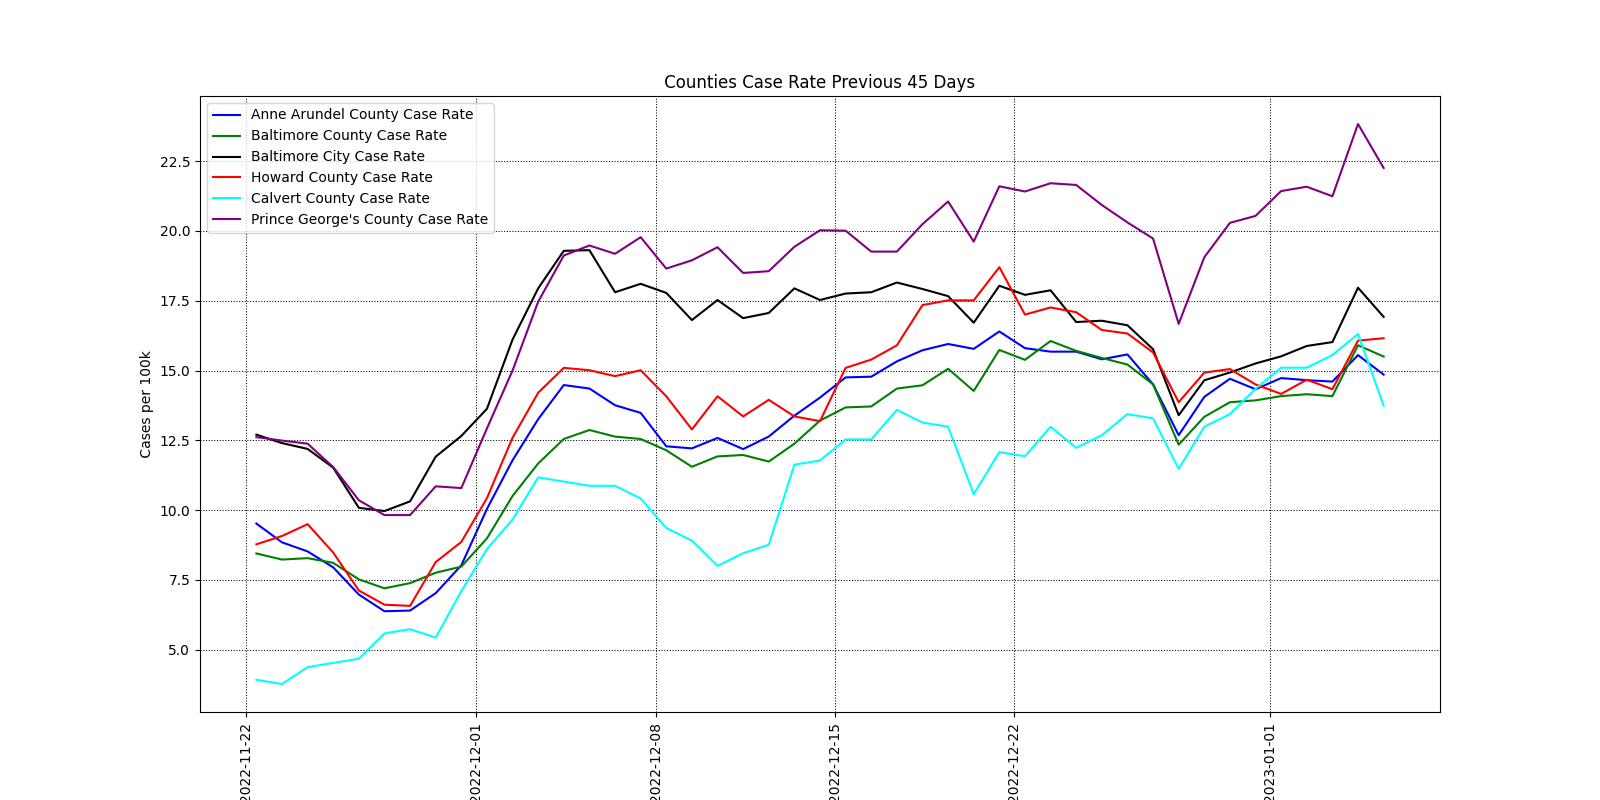 Counties Case Rate Previous 45 Days
Anne Arundel County Case Rate
Baltimore County Case Rate
Baltimore City Case Rate
Howard County Case Rate
Calvert County Case Rate
Prince George's County Case Rate
Cases per 100k
22.5
20.0
17.5
15.0
12.5
10.0
7.5
5.0
2022-11-22
2022-12-01
2022-12-08
2022-12-15
2022-12-22
2023-01-01